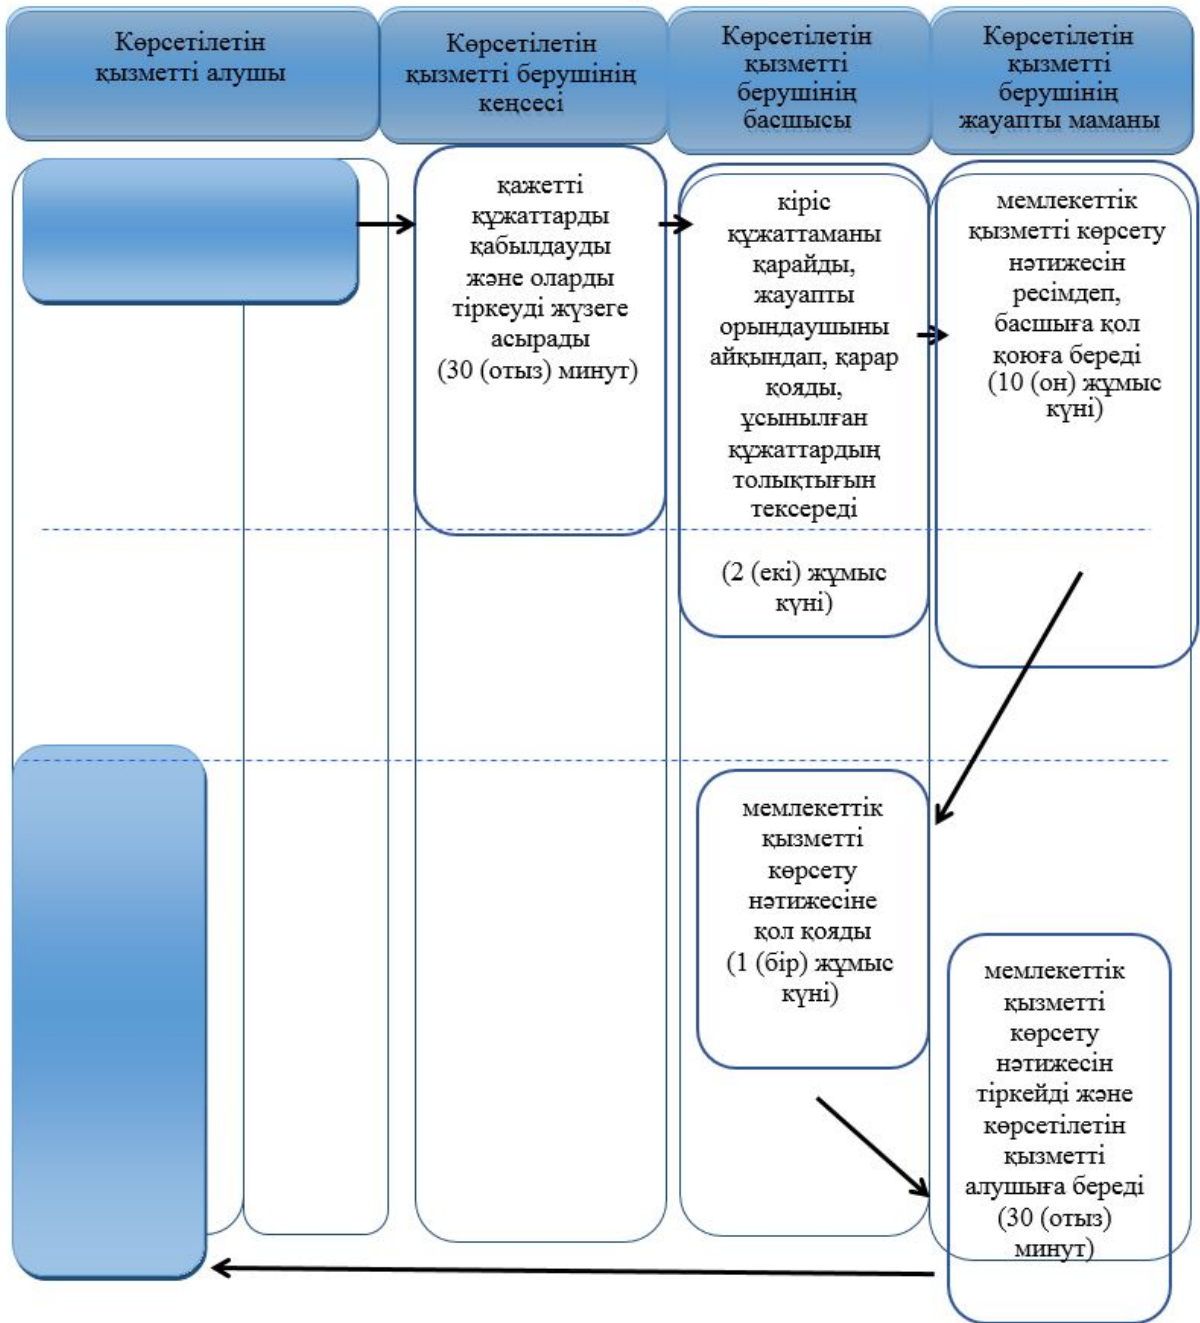 Көрсетілетін
қызметті алушы
Көрсетілетін
қызметті берушінің
кеңсесі
Көрсетілетін
қызметті
берушінің
басшысы
Көрсетілетін
қызметті
берушінің
жауапты маманы
қажетті
құжаттарды
қабылдауды
және оларды
тіркеуді жүзеге
асырады
(30 (отыз) минут)
кіріс
құжаттаманы
қарайды,
жауапты
орындаушыны
айқындап, қарар
қояды,
ұсынылған
құжаттардың
толықтығын
тексереді
(2 (екі) жұмыс
күні)
мемлекеттік
қызметті көрсету
нәтижесін
ресімдеп,
басшыға қол
қоюға береді
(10 (он) жұмыс
күні)
мемлекеттік
қызметті
көрсету
нәтижесіне
қол қояды
(1 (бір) жұмыс
күні)
мемлекеттік
қызметті
көрсету
нәтижесін
тіркейді және
көрсетілетін
қызметті
алушыға береді
(30 (отыз)
минут)